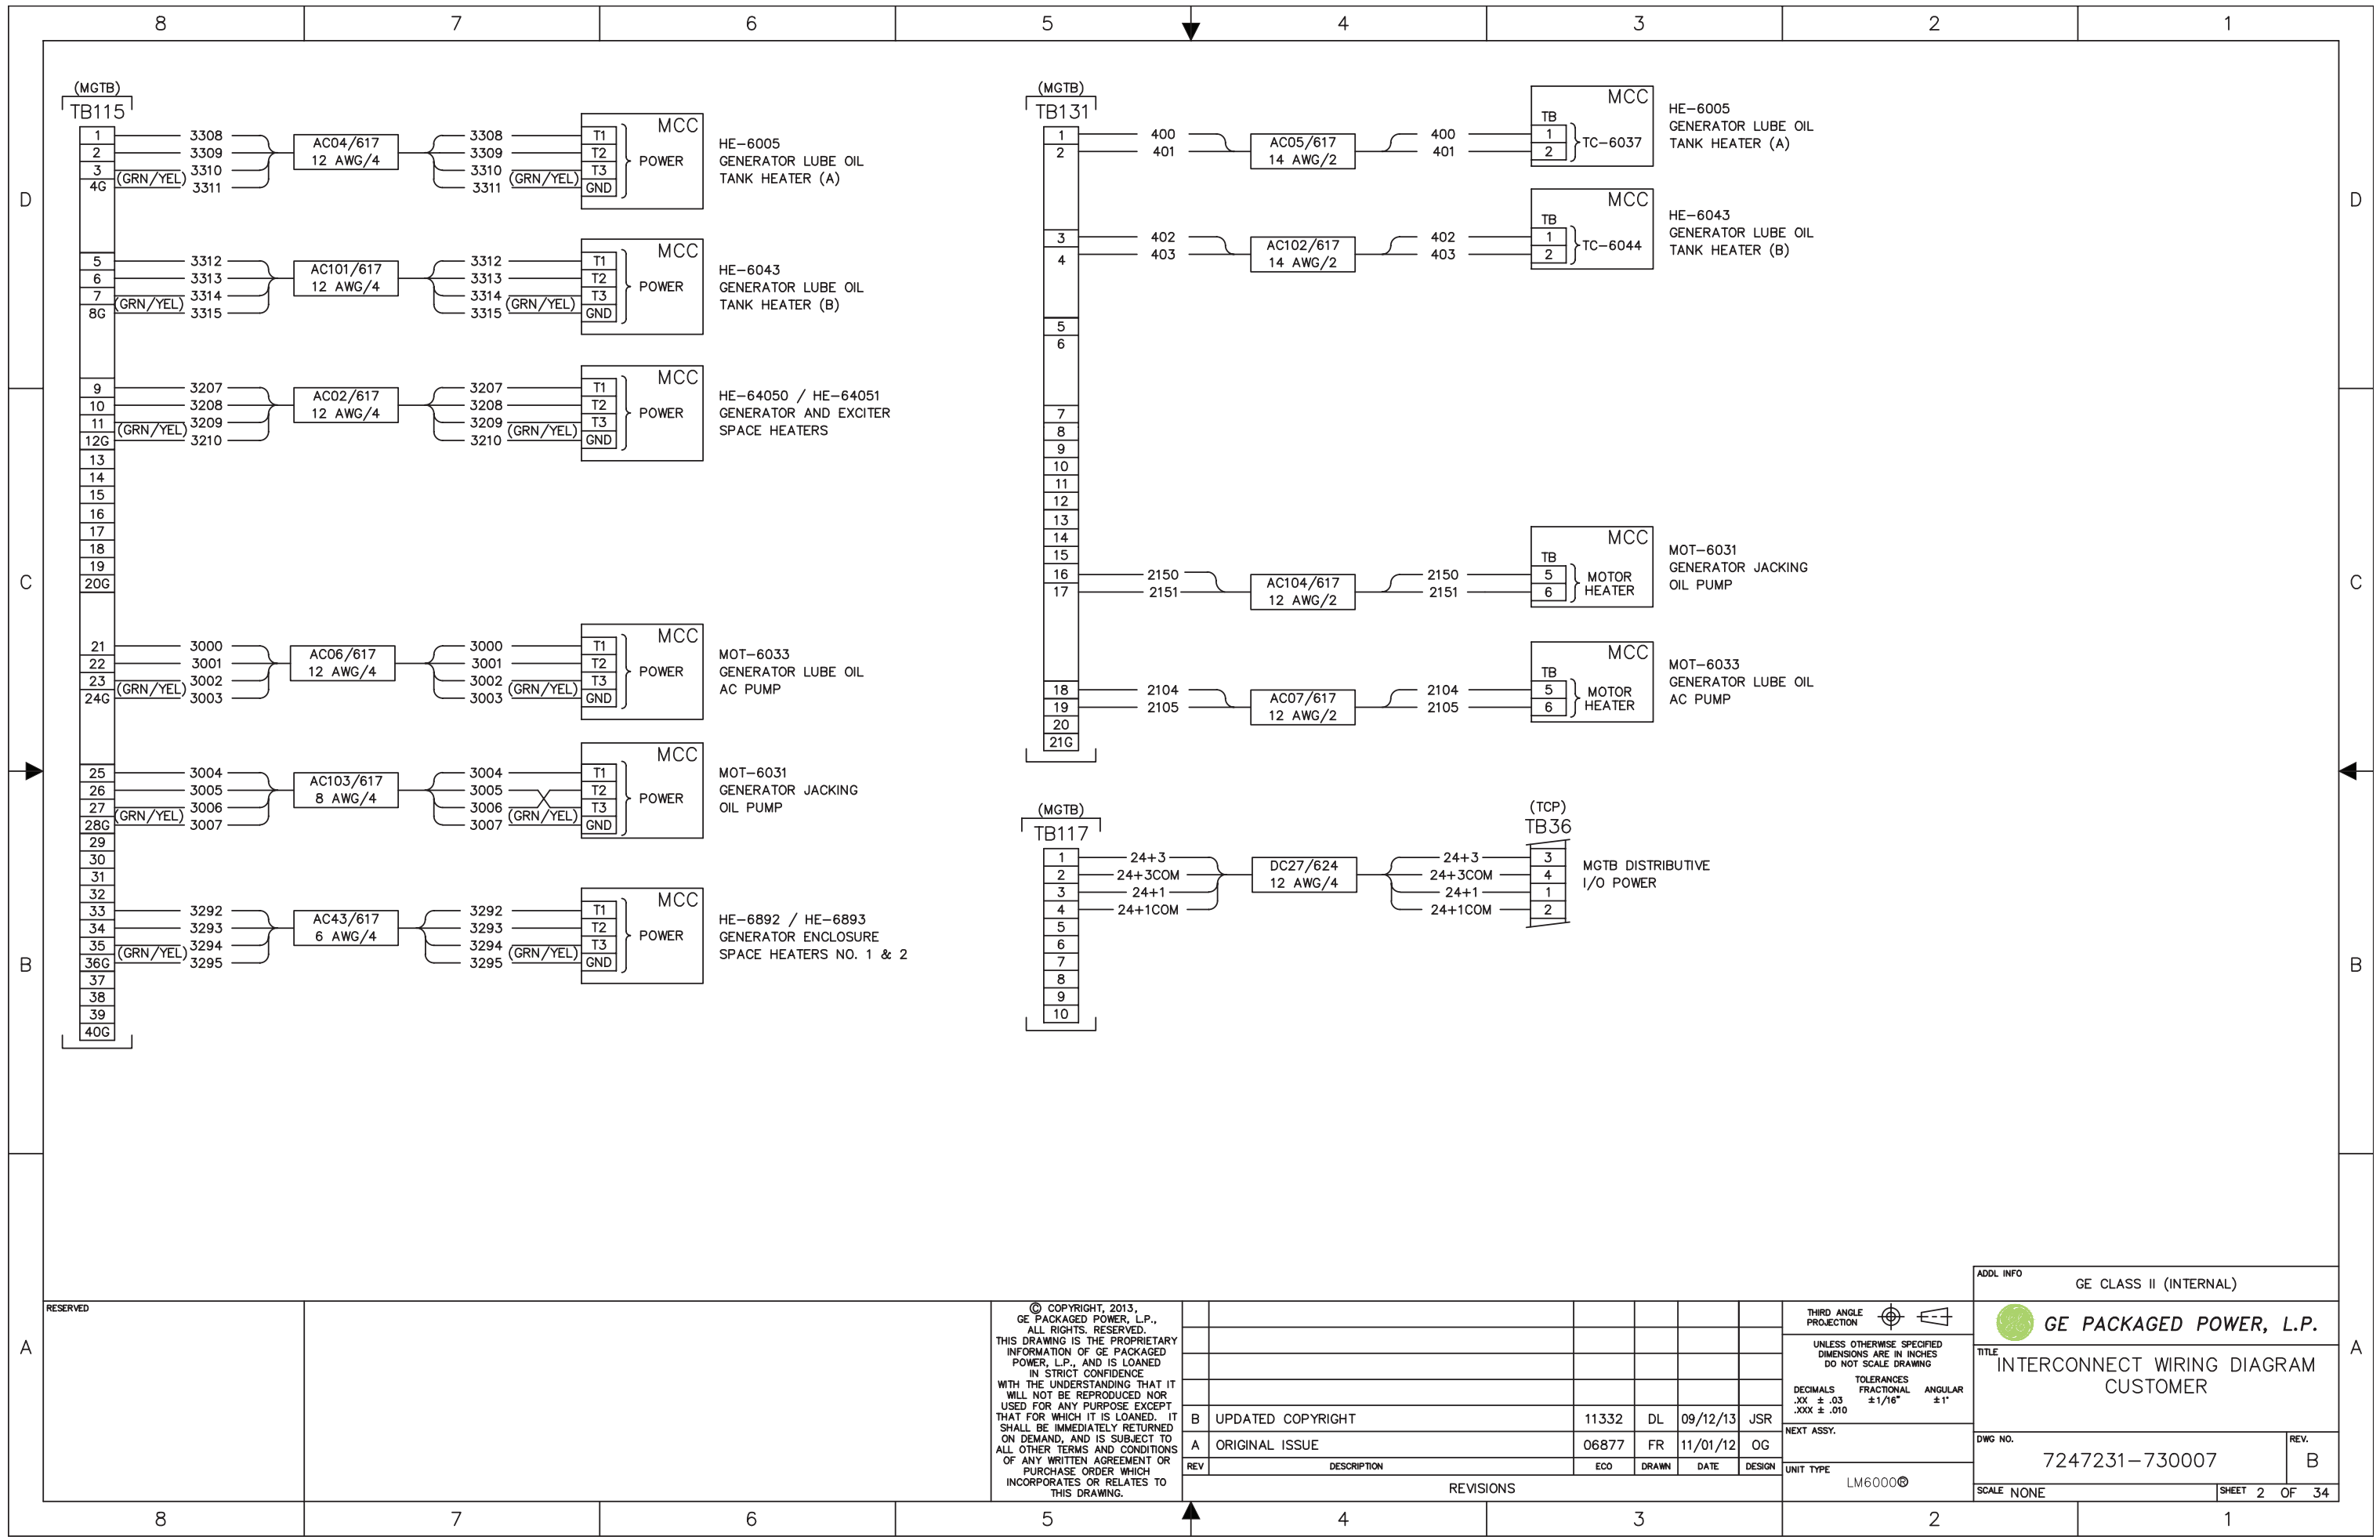 8 7 6 5 4 3 2 1
D
C
B
A
(MGTB)
TB115
1 3308 AC04/617 3308 T1 MCC
2 3309 12 AWG/4 3309 T2 POWER
3 3310 3310 T3
4G (GRN/YEL) 3311 3311 (GRN/YEL) GND
HE-6005
GENERATOR LUBE OIL
TANK HEATER (A)
5 3312 AC101/617 3312 T1 MCC
6 3313 12 AWG/4 3313 T2 POWER
7 3314 3314 T3
8G (GRN/YEL) 3315 3315 (GRN/YEL) GND
HE-6043
GENERATOR LUBE OIL
TANK HEATER (B)
9 3207 AC02/617 3207 T1 MCC
10 3208 12 AWG/4 3208 T2 POWER
11 3209 3209 T3
12G (GRN/YEL) 3210 3210 (GRN/YEL) GND
HE-64050 / HE-64051
GENERATOR AND EXCITER
SPACE HEATERS
13
14
15
16
17
18
19
20G
21 3000 AC06/617 3000 T1 MCC
22 3001 12 AWG/4 3001 T2 POWER
23 3002 3002 T3
24G (GRN/YEL) 3003 3003 (GRN/YEL) GND
MOT-6033
GENERATOR LUBE OIL
AC PUMP
25 3004 AC103/617 3004 T1 MCC
26 3005 8 AWG/4 3005 T2 POWER
27 3006 3006 T3
28G (GRN/YEL) 3007 3007 (GRN/YEL) GND
MOT-6031
GENERATOR JACKING
OIL PUMP
29
30
31
32
33 3292 AC43/617 3292 T1 MCC
34 3293 6 AWG/4 3293 T2 POWER
35 3294 3294 T3
36G (GRN/YEL) 3295 3295 (GRN/YEL) GND
HE-6892 / HE-6893
GENERATOR ENCLOSURE
SPACE HEATERS NO. 1 & 2
37
38
39
40G
(MGTB)
TB131
MCC
TB
1 400 AC05/617 400 1 TC-6037
2 401 14 AWG/2 401 2
HE-6005
GENERATOR LUBE OIL
TANK HEATER (A)
MCC
TB
3 402 AC102/617 402 1 TC-6044
4 403 14 AWG/2 403 2
HE-6043
GENERATOR LUBE OIL
TANK HEATER (B)
5
6
7
8
9
10
11
12
13
14
15
MCC
TB
16 2150 AC104/617 2150 5 MOTOR
17 2151 12 AWG/2 2151 6 HEATER
MOT-6031
GENERATOR JACKING
OIL PUMP
MCC
TB
18 2104 AC07/617 2104 5 MOTOR
19 2105 12 AWG/2 2105 6 HEATER
MOT-6033
GENERATOR LUBE OIL
AC PUMP
20
21G
(MGTB) (TCP)
TB117 TB36
1 24+3 DC27/624 24+3 3
2 24+3COM 12 AWG/4 24+3COM 4
3 24+1 24+1 1
4 24+1COM 24+1COM 2
MGTB DISTRIBUTIVE
I/O POWER
5
6
7
8
9
10
D
C
B
A
RESERVED
© COPYRIGHT, 2013,
GE PACKAGED POWER, L.P.,
ALL RIGHTS. RESERVED.
THIS DRAWING IS THE PROPRIETARY
INFORMATION OF GE PACKAGED
POWER, L.P., AND IS LOANED
IN STRICT CONFIDENCE
WITH THE UNDERSTANDING THAT IT
WILL NOT BE REPRODUCED NOR
USED FOR ANY PURPOSE EXCEPT
THAT FOR WHICH IT IS LOANED. IT
SHALL BE IMMEDIATELY RETURNED
ON DEMAND, AND IS SUBJECT TO
ALL OTHER TERMS AND CONDITIONS
OF ANY WRITTEN AGREEMENT OR
PURCHASE ORDER WHICH
INCORPORATES OR RELATES TO
THIS DRAWING.
B UPDATED COPYRIGHT 11332 DL 09/12/13 JSR
A ORIGINAL ISSUE 06877 FR 11/01/12 OG
REV DESCRIPTION ECO DRAWN DATE DESIGN
REVISIONS
THIRD ANGLE
PROJECTION
UNLESS OTHERWISE SPECIFIED
DIMENSIONS ARE IN INCHES
DO NOT SCALE DRAWING
TOLERANCES
DECIMALS FRACTIONAL ANGULAR
.XX ± .03 ±1/16" ±1°
.XXX ± .010
NEXT ASSY.
UNIT TYPE
LM6000®
ADDL INFO
GE CLASS II (INTERNAL)
GE PACKAGED POWER, L.P.
TITLE
INTERCONNECT WIRING DIAGRAM
CUSTOMER
DWG NO. REV.
7247231-730007 B
SCALE NONE SHEET 2 OF 34
8 7 6 5 4 3 2 1